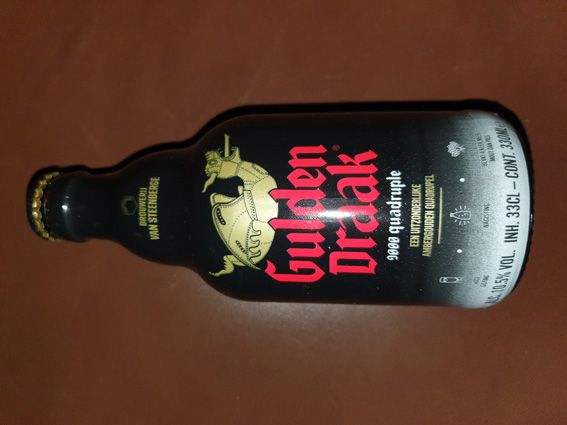 BROUWERIJ
VAN STEENBERGE
Gulden
Draak®
9000 quadruple
EEN UITZONDERLIJKE
AMBERGOUDEN QUADRUPEL
NAGISTING
ALC. 10.5% VOL. INH. 33CL – CONT. 330ML℮